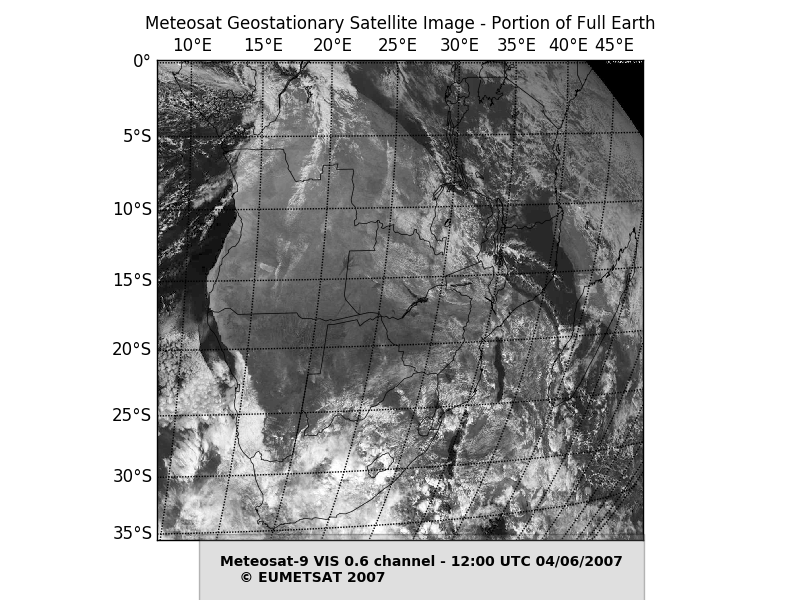 Meteosat Geostationary Satellite Image - Portion of Full Earth
10°E 15°E 20°E 25°E 30°E 35°E 40°E 45°E
0°
5°S
10°S
15°S
20°S
25°S
30°S
35°S
Meteosat-9 VIS 0.6 channel - 12:00 UTC 04/06/2007
© EUMETSAT 2007